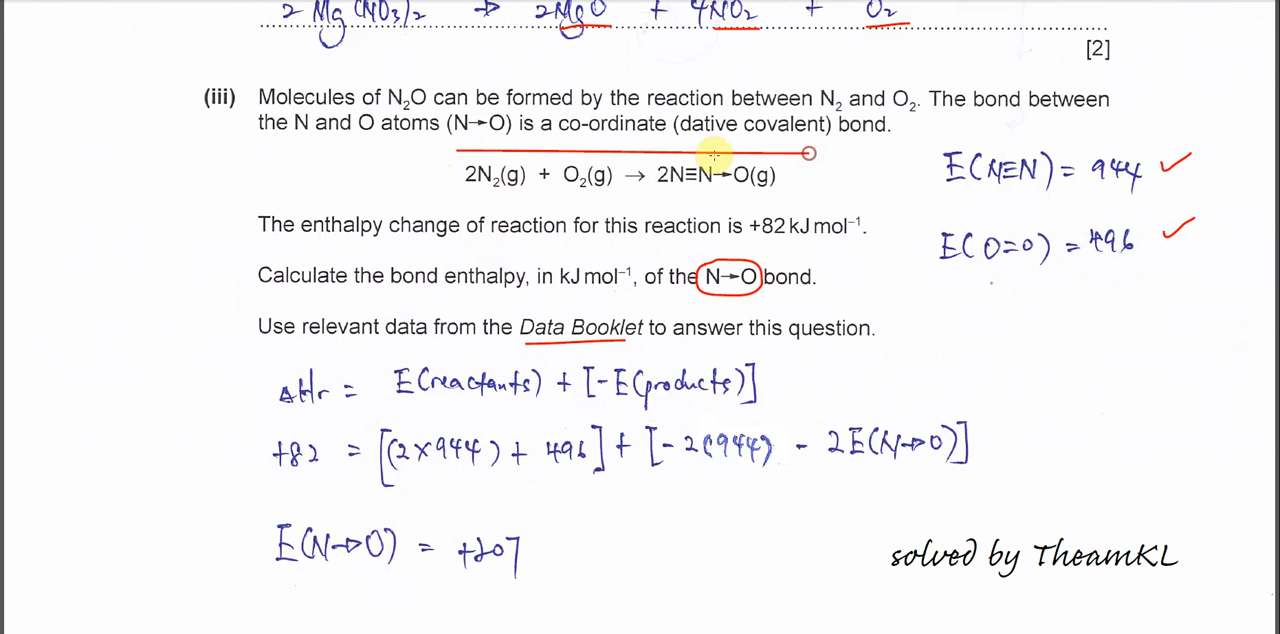 2 Mg(NO3)2 → 2MgO + 4NO2 + O2
[2]
(iii) Molecules of N₂O can be formed by the reaction between N₂ and O₂. The bond between
the N and O atoms (N→O) is a co-ordinate (dative covalent) bond.
2N₂(g) + O₂(g) → 2N≡N→O(g)
E(N≡N) = 944 ✓
The enthalpy change of reaction for this reaction is +82 kJ mol⁻¹.
E(O=O) = 496 ✓
Calculate the bond enthalpy, in kJ mol⁻¹, of the N→O bond.
Use relevant data from the Data Booklet to answer this question.
ΔHr = E(reactants) + [-E(products)]
+82 = [(2×944) + 496] + [-2(944) - 2E(N→O)]
E(N→O) = +207
solved by TheamKL